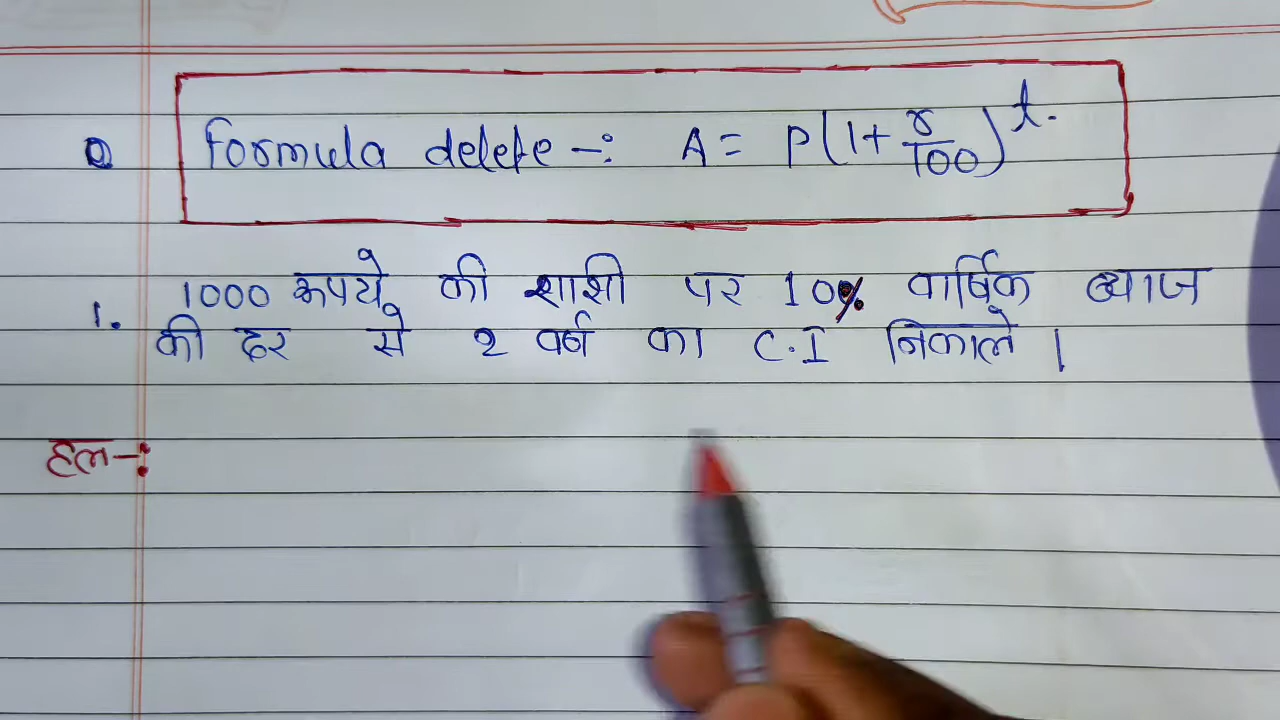 Formula delete -: A = P(1+r/100)^t.
1. 1000 रूपये की राशी पर 10% वार्षिक ब्याज
की दर से 2 वर्ष का C.I निकाले ।
हल-: